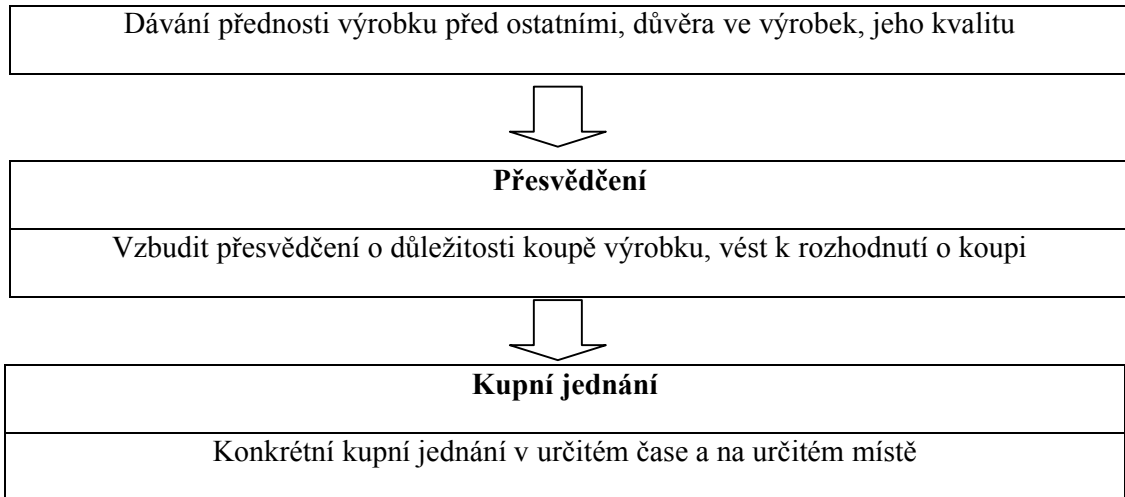 Dávání přednosti výrobku před ostatními, důvěra ve výrobek, jeho kvalitu
Přesvědčení
Vzbudit přesvědčení o důležitosti koupě výrobku, vést k rozhodnutí o koupi
Kupní jednání
Konkrétní kupní jednání v určitém čase a na určitém místě